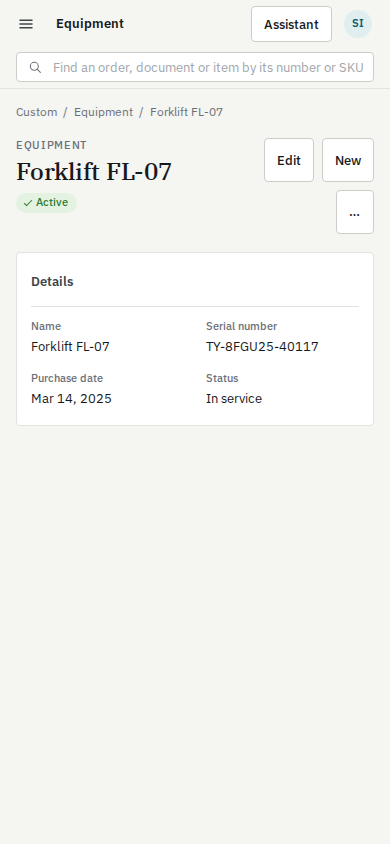 Equipment
Assistant
SI
Find an order, document or item by its number or SKU
Custom / Equipment / Forklift FL-07
EQUIPMENT
Forklift FL-07
Active
Edit
New
...
Details
Name
Serial number
Forklift FL-07
TY-8FGU25-40117
Purchase date
Status
Mar 14, 2025
In service